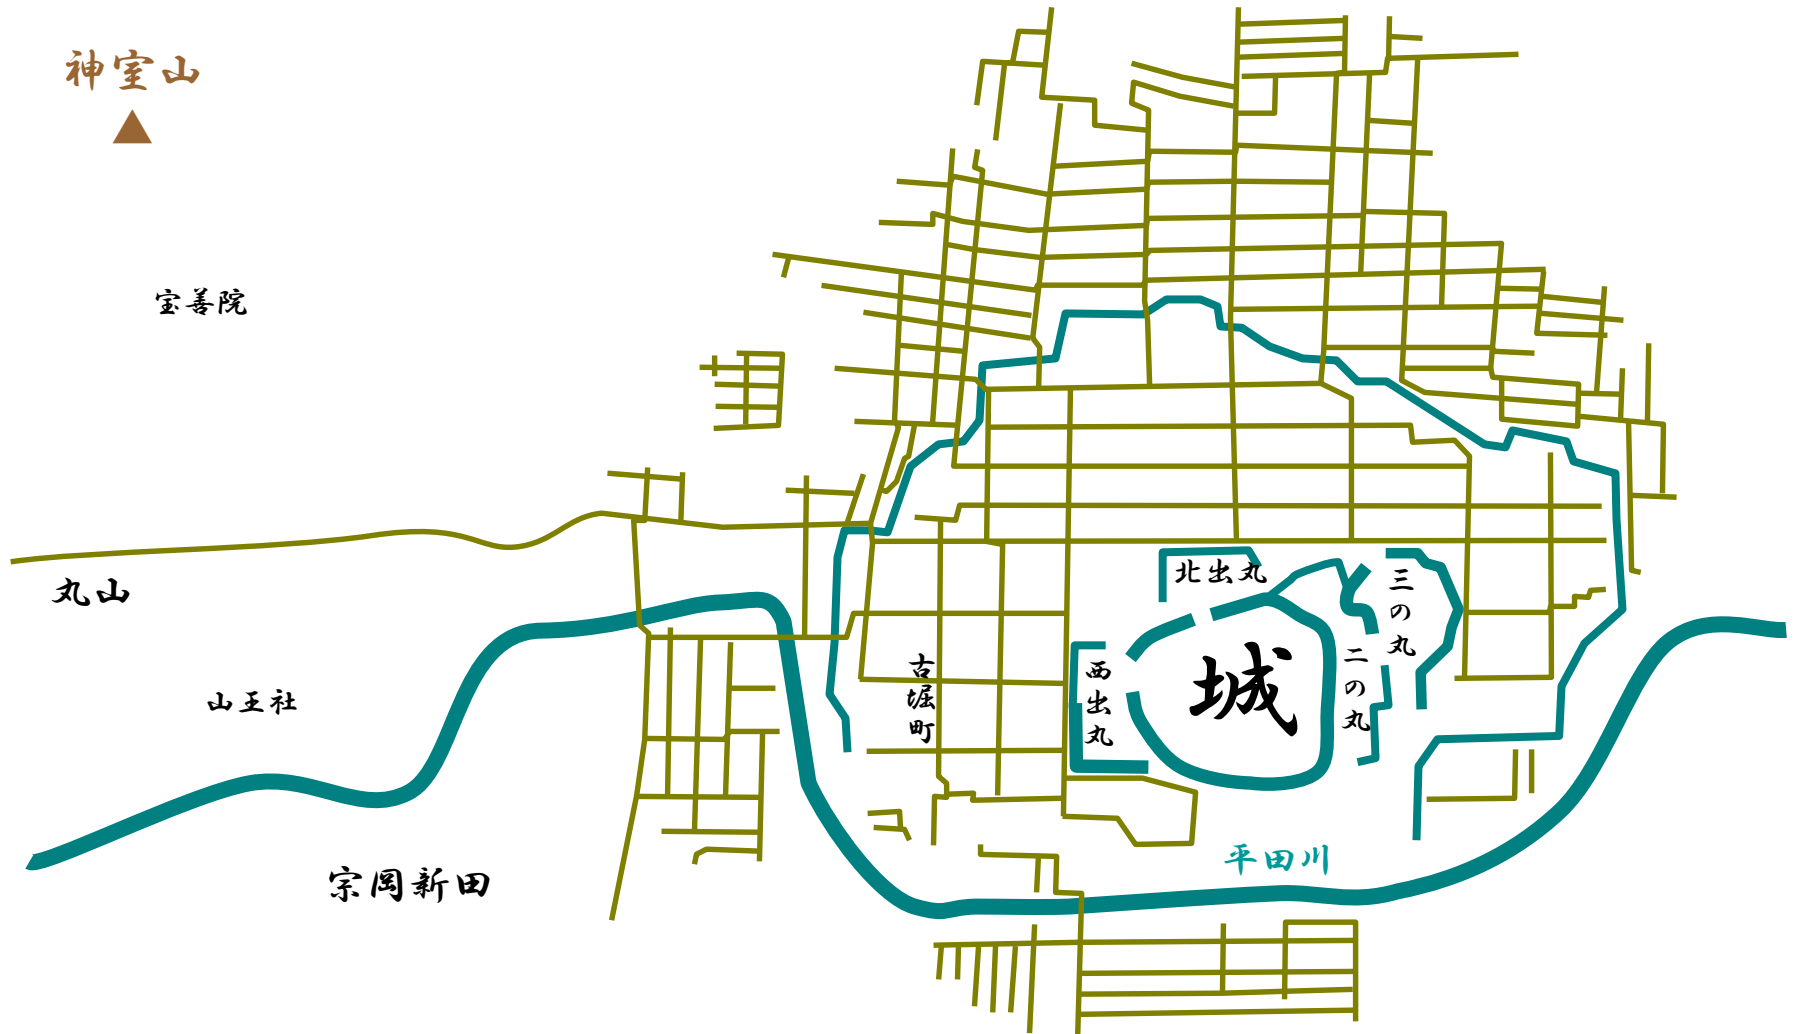 神室山
宝善院
丸山
山王社
宗岡新田
古堀町
西出丸
北出丸
城
三の丸
二の丸
平田川